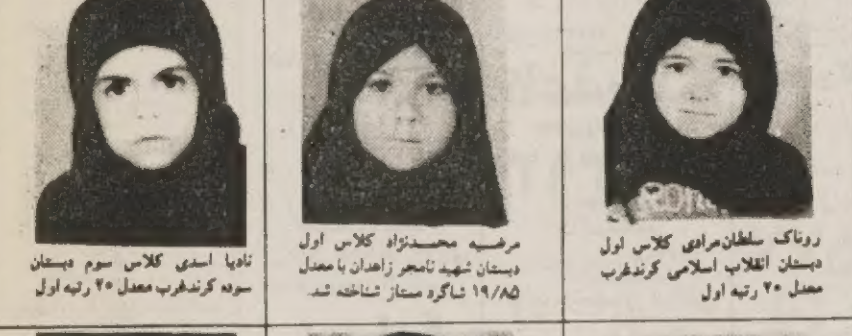 روناک سلطان‌مرادی کلاس اول
دبستان انقلاب اسلامی کرندغرب
معدل ۲۰ رتبه اول
مرضیه محمدنژاد کلاس اول
دبستان شهید نامجو زاهدان با معدل
۱۹/۸۵ شاگرد ممتاز شناخته شد.
نادیا اسدی کلاس سوم دبستان
سوده کرندغرب معدل ۲۰ رتبه اول